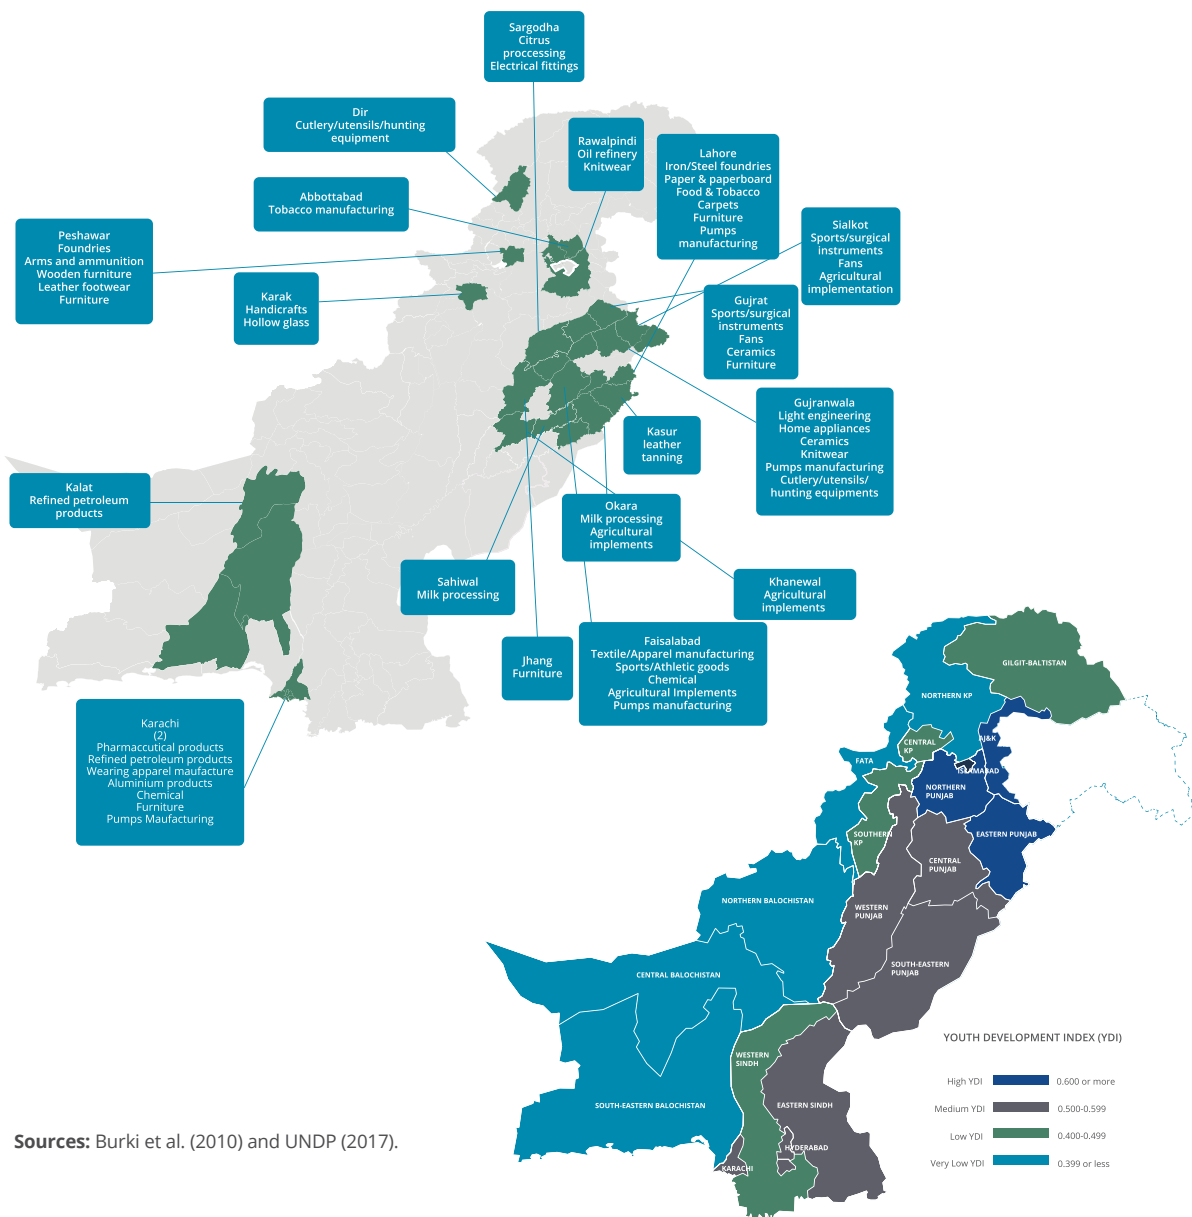 Sargodha
Citrus
proccessing
Electrical fittings
Dir
Cutlery/utensils/hunting
equipment
Rawalpindi
Oil refinery
Knitwear
Lahore
Iron/Steel foundries
Paper & paperboard
Food & Tobacco
Carpets
Furniture
Pumps
manufacturing
Abbottabad
Tobacco manufacturing
Sialkot
Sports/surgical
instruments
Fans
Agricultural
implementation
Peshawar
Foundries
Arms and ammunition
Wooden furniture
Leather footwear
Furniture
Karak
Handicrafts
Hollow glass
Gujrat
Sports/surgical
instruments
Fans
Ceramics
Furniture
Gujranwala
Light engineering
Home appliances
Ceramics
Knitwear
Pumps manufacturing
Cutlery/utensils/
hunting equipments
Kasur
leather
tanning
Kalat
Refined petroleum
products
Okara
Milk processing
Agricultural
implements
Sahiwal
Milk processing
Khanewal
Agricultural
implements
Jhang
Furniture
Faisalabad
Textile/Apparel manufacturing
Sports/Athletic goods
Chemical
Agricultural Implements
Pumps manufacturing
Karachi
(2)
Pharmaccutical products
Refined petroleum products
Wearing apparel maufacture
Aluminium products
Chemical
Furniture
Pumps Maufacturing
GILGIT-BALTISTAN
NORTHERN KP
AJ&K
CENTRAL
KP
FATA
ISLAMABAD
NORTHERN
PUNJAB
EASTERN PUNJAB
SOUTHERN
KP
CENTRAL
PUNJAB
NORTHERN BALOCHISTAN
WESTERN
PUNJAB
SOUTH-EASTERN
PUNJAB
CENTRAL BALOCHISTAN
WESTERN
SINDH
SOUTH-EASTERN BALOCHISTAN
EASTERN SINDH
HYDERABAD
KARACHI
YOUTH DEVELOPMENT INDEX (YDI)
High YDI 0.600 or more
Medium YDI 0.500-0.599
Low YDI 0.400-0.499
Very Low YDI 0.399 or less
Sources: Burki et al. (2010) and UNDP (2017).